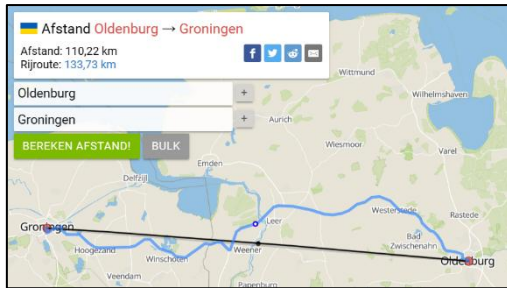 Afstand Oldenburg → Groningen
Afstand: 110,22 km
Rijroute: 133,73 km
f
Oldenburg +
Groningen +
BEREKEN AFSTAND! BULK
Wittmund
Wilhelmshaven
Aurich
Wiesmoor
Varel
Emden
Delfzijl
Leer
Westerstede
Rastede
Groningen
Bad
Zwischenahn
Hoogezand
Winschoten
Weener
Oldenburg
Veendam
Papenburg